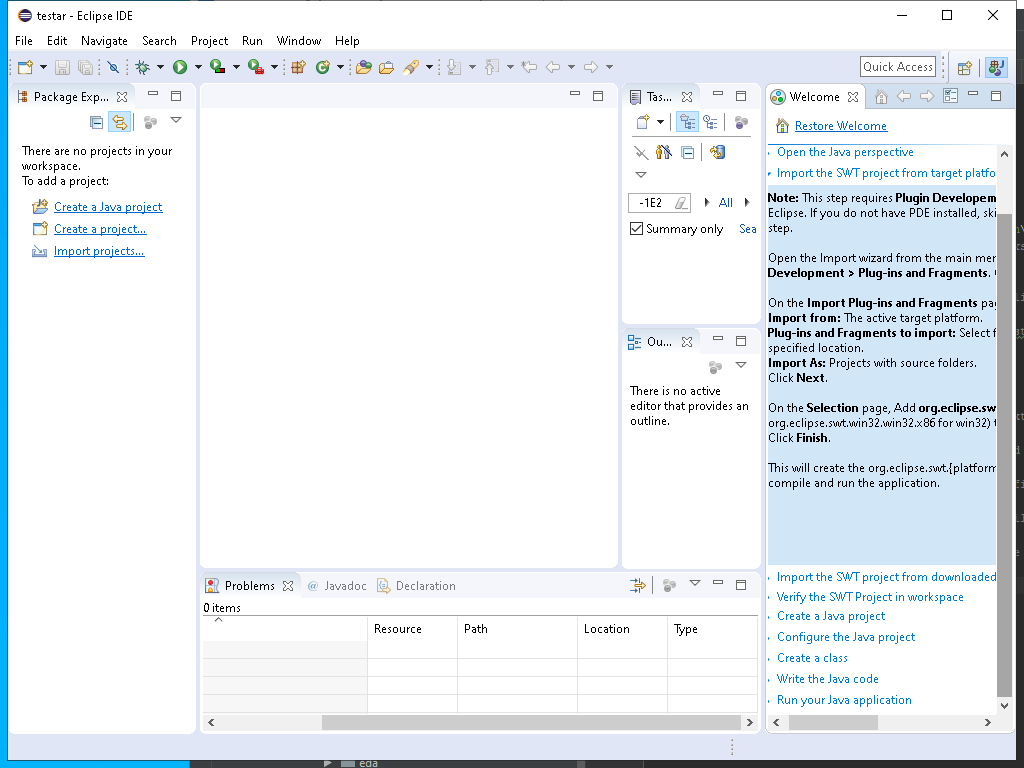 testar - Eclipse IDE
File Edit Navigate Search Project Run Window Help
Quick Access
Package Exp...
There are no projects in your
workspace.
To add a project:
Create a Java project
Create a project...
Import projects...
Tas...
-1E2
All
Summary only
Sea
Ou...
There is no active
editor that provides an
outline.
Welcome
Restore Welcome
Open the Java perspective
Import the SWT project from target platfo
Note: This step requires Plugin Developem
Eclipse. If you do not have PDE installed, ski
step.
Open the Import wizard from the main mer
Development > Plug-ins and Fragments.
On the Import Plug-ins and Fragments pag
Import from: The active target platform.
Plug-ins and Fragments to import: Select f
specified location.
Import As: Projects with source folders.
Click Next.
On the Selection page, Add org.eclipse.sw
org.eclipse.swt.win32.win32.x86 for win32) t
Click Finish.
This will create the org.eclipse.swt.{platform
compile and run the application.
Import the SWT project from downloaded
Verify the SWT Project in workspace
Create a Java project
Configure the Java project
Create a class
Write the Java code
Run your Java application
Problems
Javadoc
Declaration
0 items
Resource Path Location Type
eda